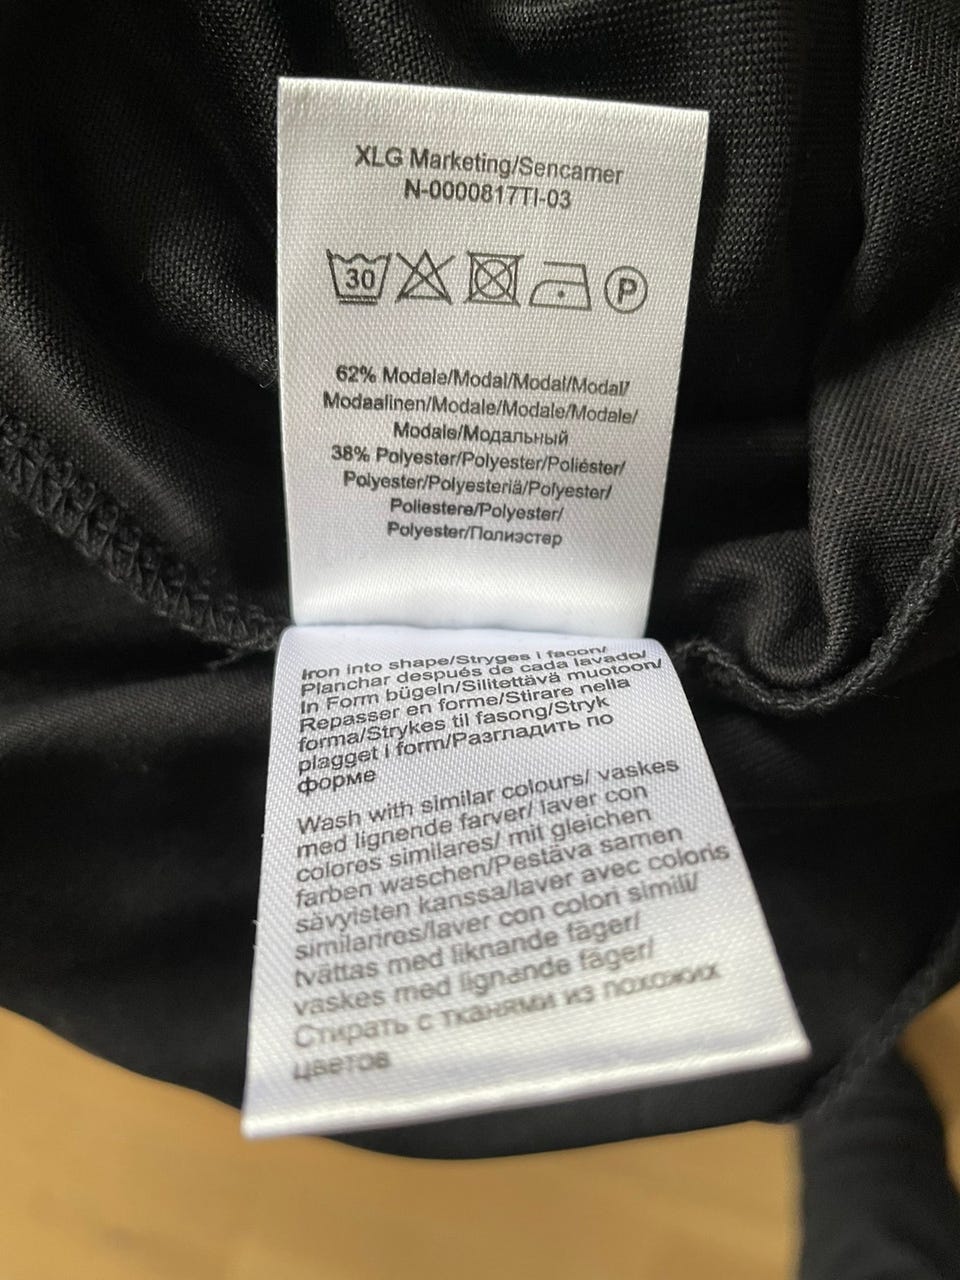 XLG Marketing/Sencamer
N-0000817TI-03
30
P
62% Modale/Modal/Modal/Modal/
Modaalinen/Modale/Modale/Modale/
Modale/Модальный
38% Polyester/Polyester/Poliéster/
Polyester/Polyesteriä/Polyester/
Poliestere/Polyester/
Polyester/Полиэстер
Iron into shape/Stryges i facon/
Planchar después de cada lavado/
In Form bügeln/Silitettävä muotoon/
Repasser en forme/Stirare nella
forma/Strykes til fasong/Stryk
plagget i form/Разгладить по
форме
Wash with similar colours/ vaskes
med lignende farver/ laver con
colores similares/ mit gleichen
farben waschen/Pestäva samen
sävyisten kanssa/laver avec coloris
similarires/laver con colori simili/
tvättas med liknande fäger/
vaskes med lignande fäger/
Стирать с тканями из похожих
цветов